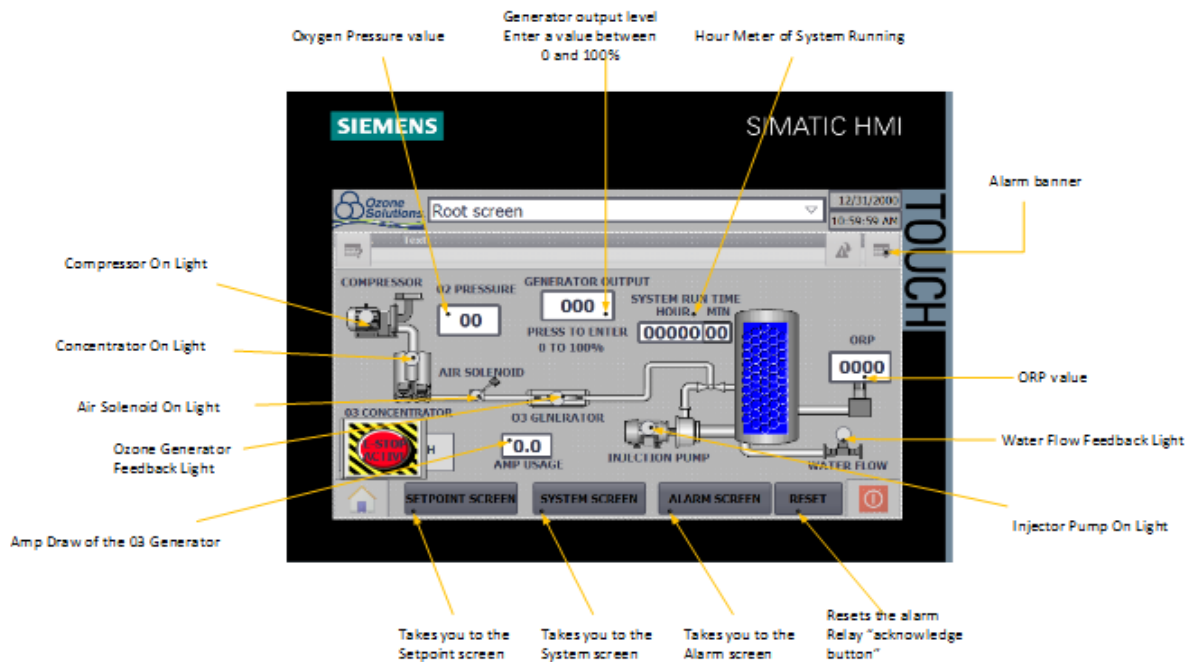 Generator output level
Oxygen Pressure value
Enter a value between
Hour Meter of System Running
0 and 100%
SIEMENS
SIMATIC HMI
Alarm banner
Ozone
Solutions
Root screen
12/31/2000
10:59:59 AM
TOUCH
Text
Compressor On Light
COMPRESSOR
02 PRESSURE
GENERATOR OUTPUT
000
SYSTEM RUN TIME
HOUR MIN
00
PRESS TO ENTER
00000 00
0 TO 100%
ORP
Concentrator On Light
0000
AIR SOLENOID
ORP value
Air Solenoid On Light
03 CONCENTRATOR
03 GENERATOR
E-STOP
ACTIVE
H
0.0
Ozone Generator
Feedback Light
Water Flow Feedback Light
AMP USAGE
INJECTION PUMP
WATER FLOW
SETPOINT SCREEN
SYSTEM SCREEN
ALARM SCREEN
RESET
Injector Pump On Light
Amp Draw of the 03 Generator
Takes you to the
Setpoint screen
Takes you to the
System screen
Takes you to the
Alarm screen
Resets the alarm
Relay “acknowledge
button”